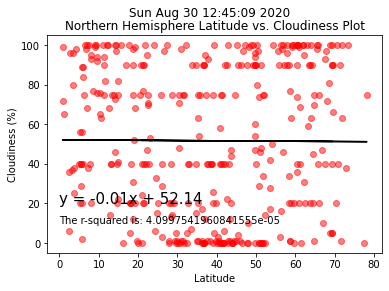 Sun Aug 30 12:45:09 2020
Northern Hemisphere Latitude vs. Cloudiness Plot
Cloudiness (%)
100
80
60
40
20
0
y = -0.01x + 52.14
The r-squared is: 4.099754196084155e-05
0 10 20 30 40 50 60 70 80
Latitude